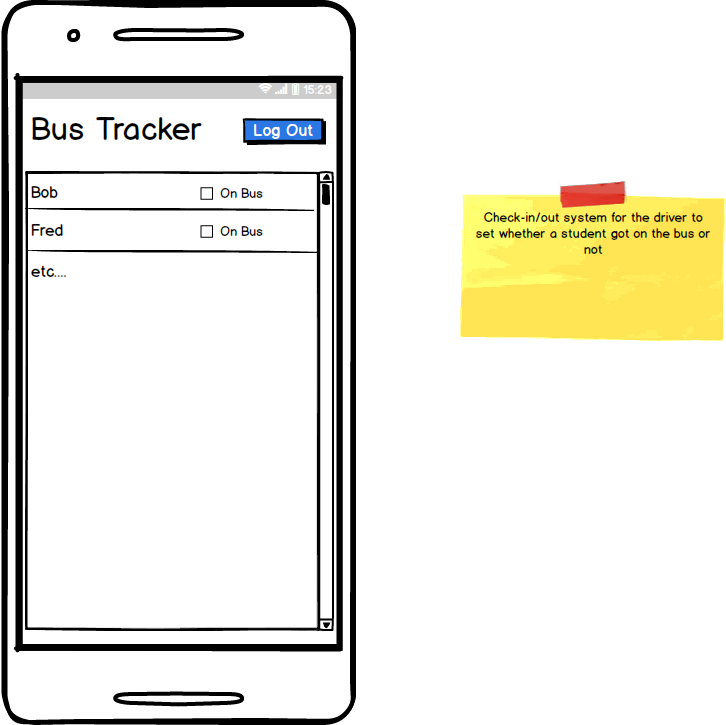 15:23
Bus Tracker
Log Out
Bob
On Bus
Fred
On Bus
etc....
Check-in/out system for the driver to
set whether a student got on the bus or
not